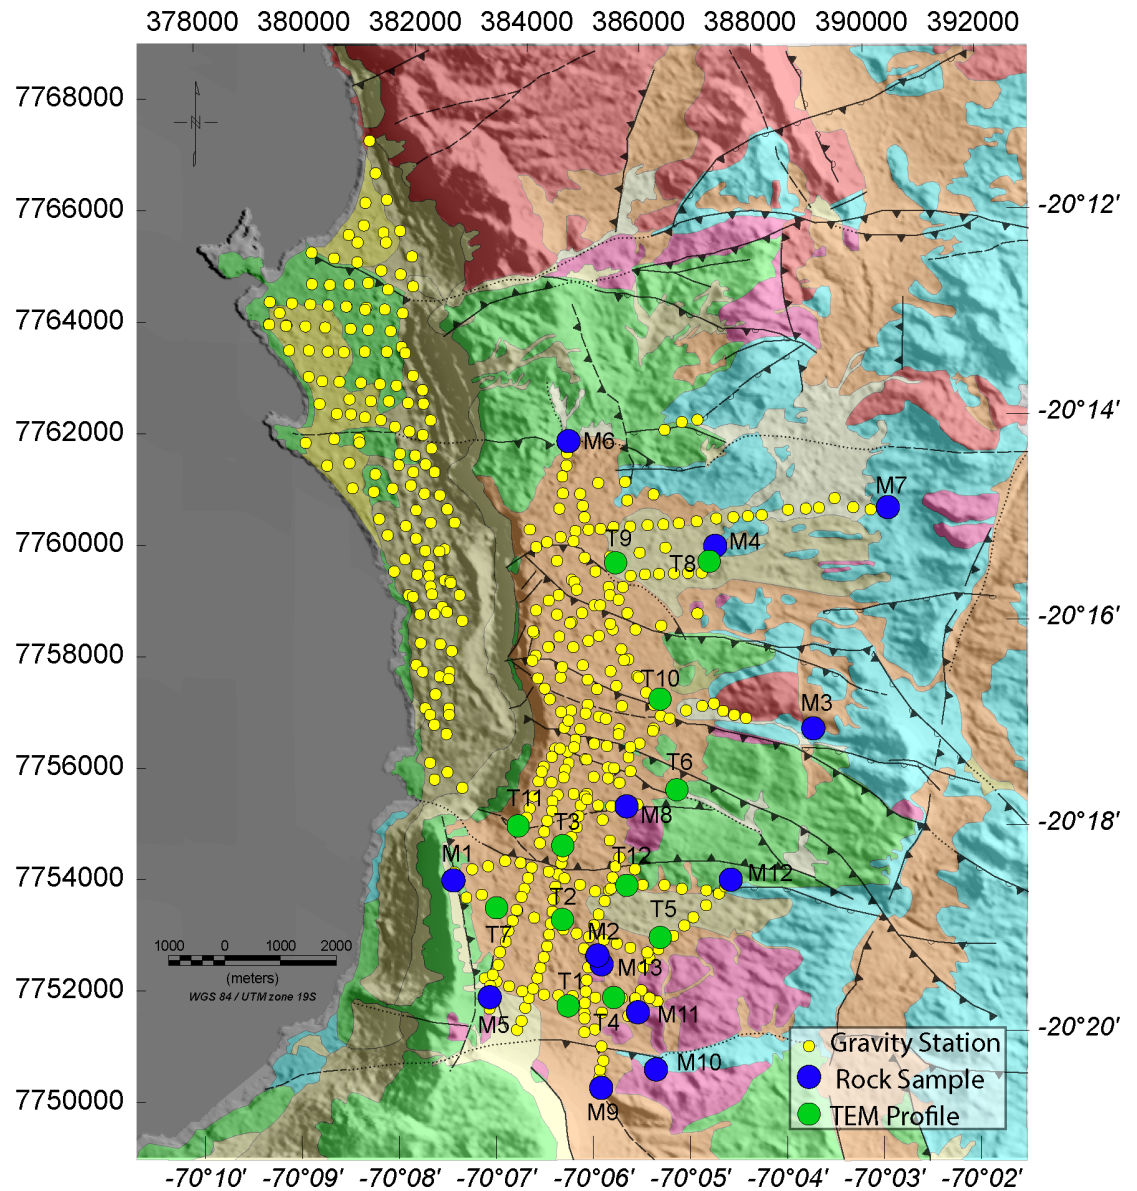 378000 380000 382000 384000 386000 388000 390000 392000
7768000
N
7766000
-20°12'
7764000
-20°14'
7762000
M6
M7
7760000
T9
M4
T8
-20°16'
7758000
T10
M3
7756000
T6
T11
M8
-20°18'
T3
M1
T12
7754000
M12
T2
T5
T7
M2
1000 0 1000 2000
M13
(meters)
WGS 84 / UTM zone 19S
7752000
T1
M5
T4
M11
-20°20'
Gravity Station
M10
Rock Sample
7750000
M9
TEM Profile
-70°10' -70°09' -70°08' -70°07' -70°06' -70°05' -70°04' -70°03' -70°02'